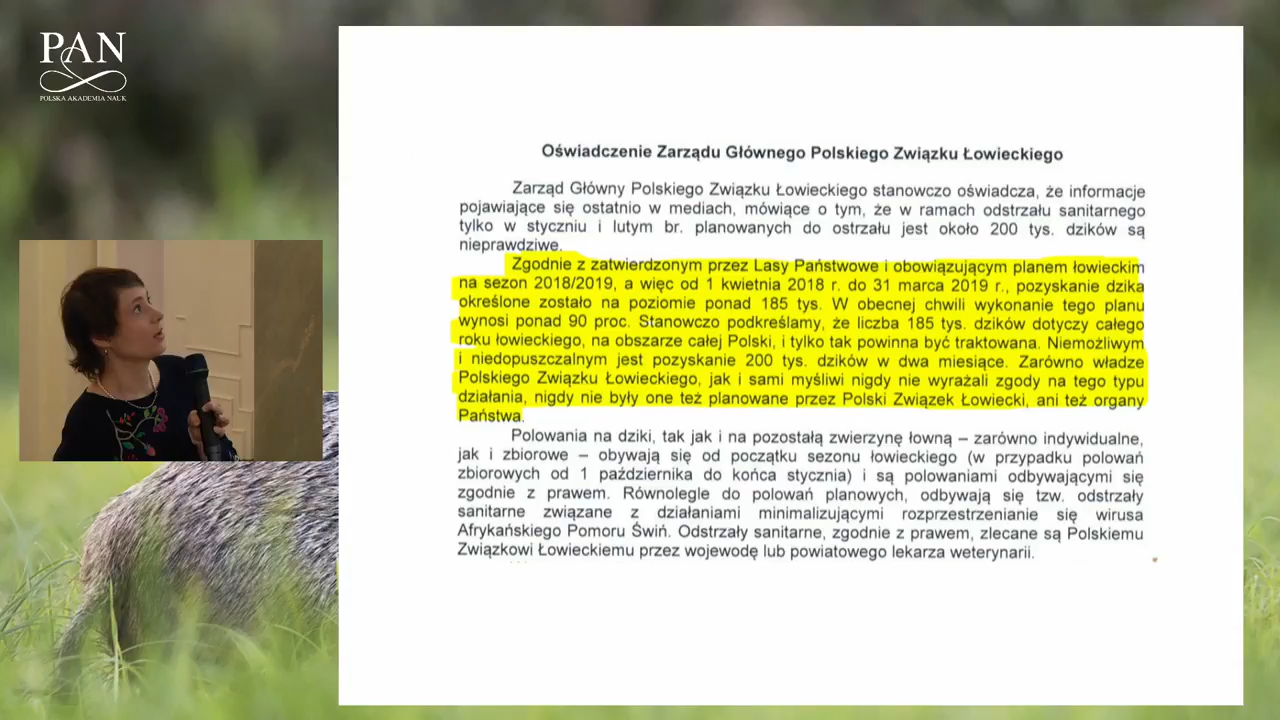 PAN
POLSKA AKADEMIA NAUK
Oświadczenie Zarządu Głównego Polskiego Związku Łowieckiego
Zarząd Główny Polskiego Związku Łowieckiego stanowczo oświadcza, że informacje
pojawiające się ostatnio w mediach, mówiące o tym, że w ramach odstrzału sanitarnego
tylko w styczniu i lutym br. planowanych do ostrzału jest około 200 tys. dzików są
nieprawdziwe.
Zgodnie z zatwierdzonym przez Lasy Państwowe i obowiązującym planem łowieckim
na sezon 2018/2019, a więc od 1 kwietnia 2018 r. do 31 marca 2019 r., pozyskanie dzika
określone zostało na poziomie ponad 185 tys. W obecnej chwili wykonanie tego planu
wynosi ponad 90 proc. Stanowczo podkreślamy, że liczba 185 tys. dzików dotyczy całego
roku łowieckiego, na obszarze całej Polski, i tylko tak powinna być traktowana. Niemożliwym
i niedopuszczalnym jest pozyskanie 200 tys. dzików w dwa miesiące. Zarówno władze
Polskiego Związku Łowieckiego, jak i sami myśliwi nigdy nie wyrażali zgody na tego typu
działania, nigdy nie były one też planowane przez Polski Związek Łowiecki, ani też organy
Państwa.
Polowania na dziki, tak jak i na pozostałą zwierzynę łowną – zarówno indywidualne,
jak i zbiorowe – obywają się od początku sezonu łowieckiego (w przypadku polowań
zbiorowych od 1 października do końca stycznia) i są polowaniami odbywającymi się
zgodnie z prawem. Równolegle do polowań planowych, odbywają się tzw. odstrzały
sanitarne związane z działaniami minimalizującymi rozprzestrzenianie się wirusa
Afrykańskiego Pomoru Świń. Odstrzały sanitarne, zgodnie z prawem, zlecane są Polskiemu
Związkowi Łowieckiemu przez wojewodę lub powiatowego lekarza weterynarii.